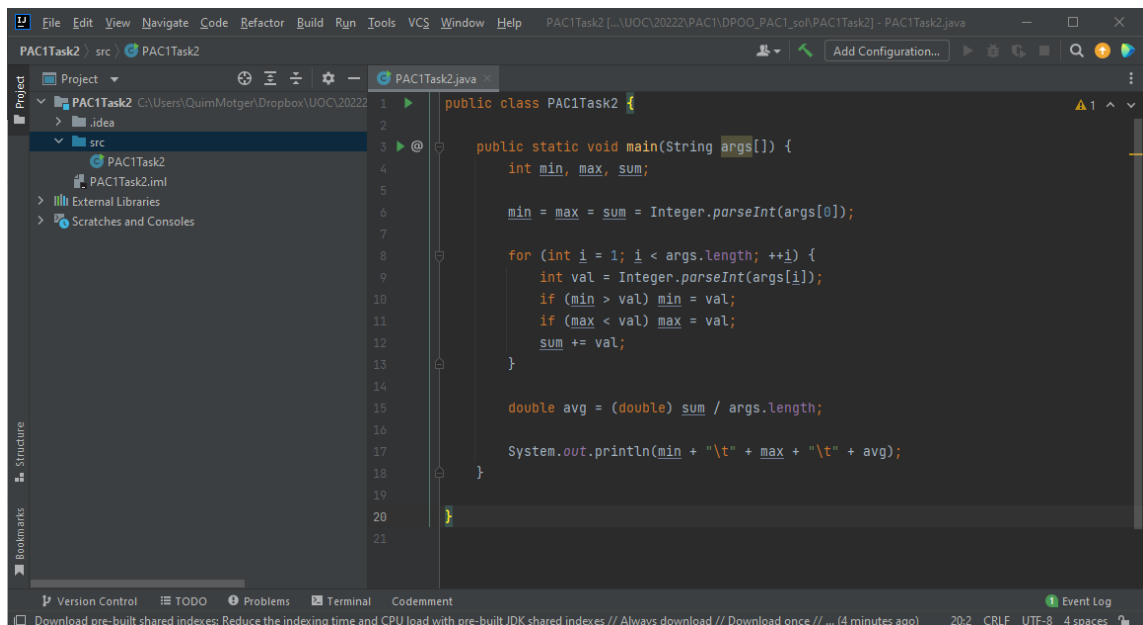 File Edit View Navigate Code Refactor Build Run Tools VCS Window Help PAC1Task2 [...\UOC\20222\PAC1\DPOO_PAC1_sol\PAC1Task2] - PAC1Task2.java
PAC1Task2 src PAC1Task2 Add Configuration...
Project
Project
PAC1Task2.java
PAC1Task2 C:\Users\QuimMotger\Dropbox\UOC\20222
.idea
src
PAC1Task2
PAC1Task2.iml
External Libraries
Scratches and Consoles
1 public class PAC1Task2 {
1
2
3 @ public static void main(String args[]) {
4 int min, max, sum;
5
6 min = max = sum = Integer.parseInt(args[0]);
7
8 for (int i = 1; i < args.length; ++i) {
9 int val = Integer.parseInt(args[i]);
10 if (min > val) min = val;
11 if (max < val) max = val;
12 sum += val;
13 }
14
15 double avg = (double) sum / args.length;
16
17 System.out.println(min + "\t" + max + "\t" + avg);
18 }
19
20 }
21
Structure
Bookmarks
Version Control TODO Problems Terminal Codemment 1 Event Log
Download pre-built shared indexes: Reduce the indexing time and CPU load with pre-built JDK shared indexes // Always download // Download once // ... (4 minutes ago) 20:2 CRLF UTF-8 4 spaces